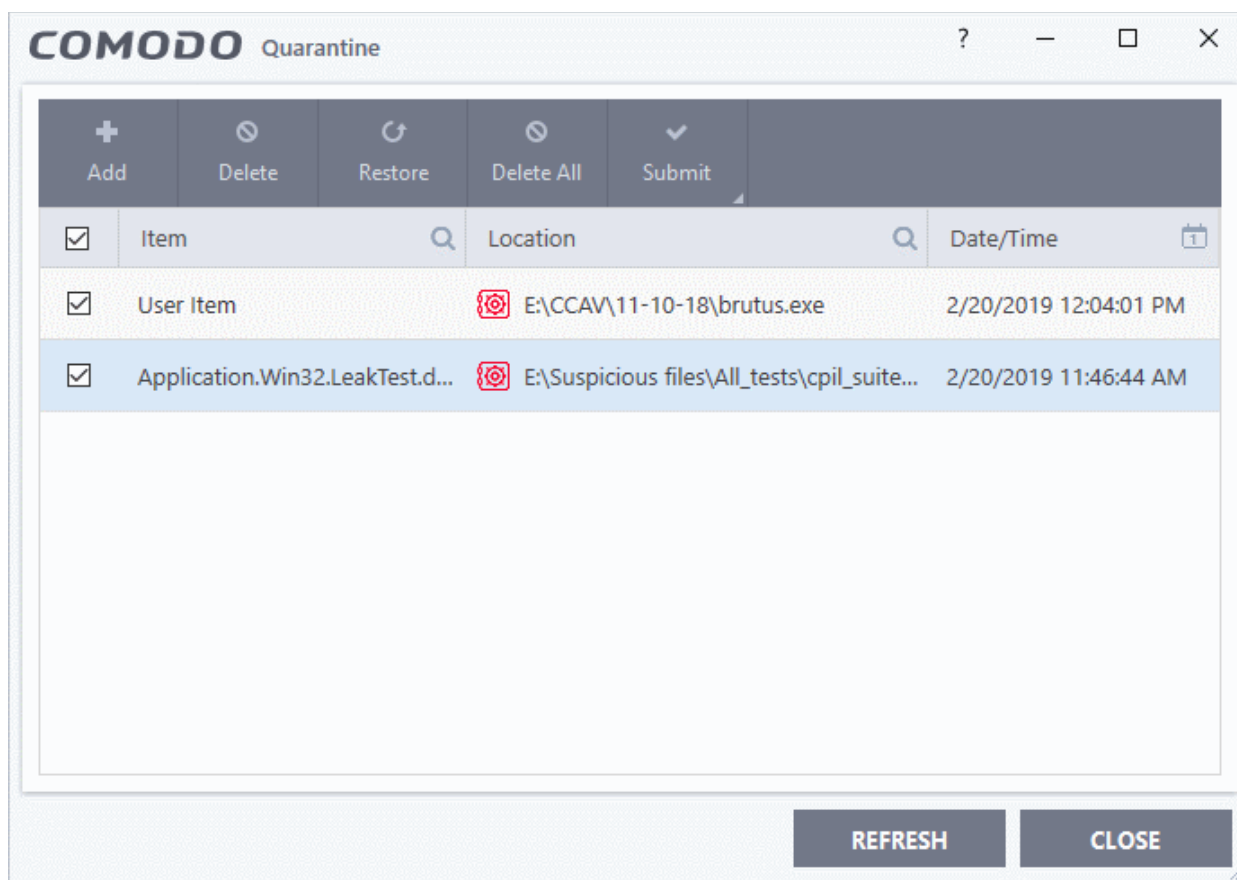 COMODO Quarantine ?
Add Delete Restore Delete All Submit
Item Location Date/Time 1
User Item E:\CCAV\11-10-18\brutus.exe 2/20/2019 12:04:01 PM
Application.Win32.LeakTest.d... E:\Suspicious files\All_tests\cpil_suite... 2/20/2019 11:46:44 AM
REFRESH CLOSE